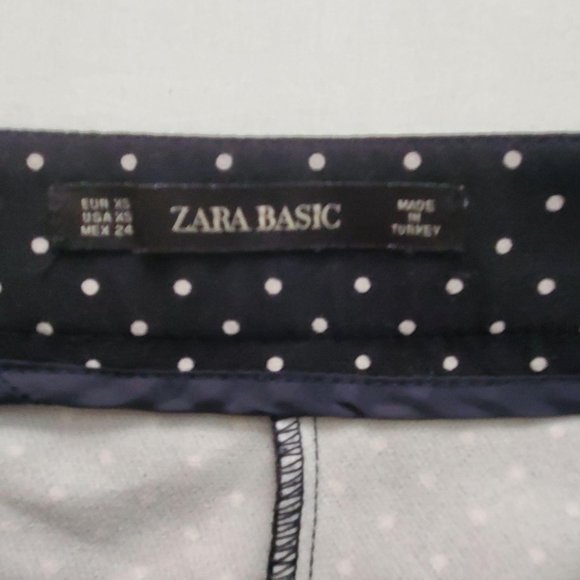 EUR XS
USA XS
MEX 24
ZARA BASIC
MADE
IN
TURKEY